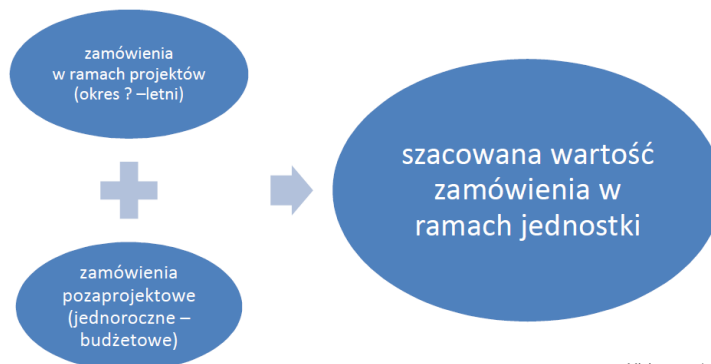 zamówienia
w ramach projektów
(okres ? –letni)
szacowana wartość
zamówienia w
ramach jednostki
zamówienia
pozaprojektowe
(jednoroczne –
budżetowe)